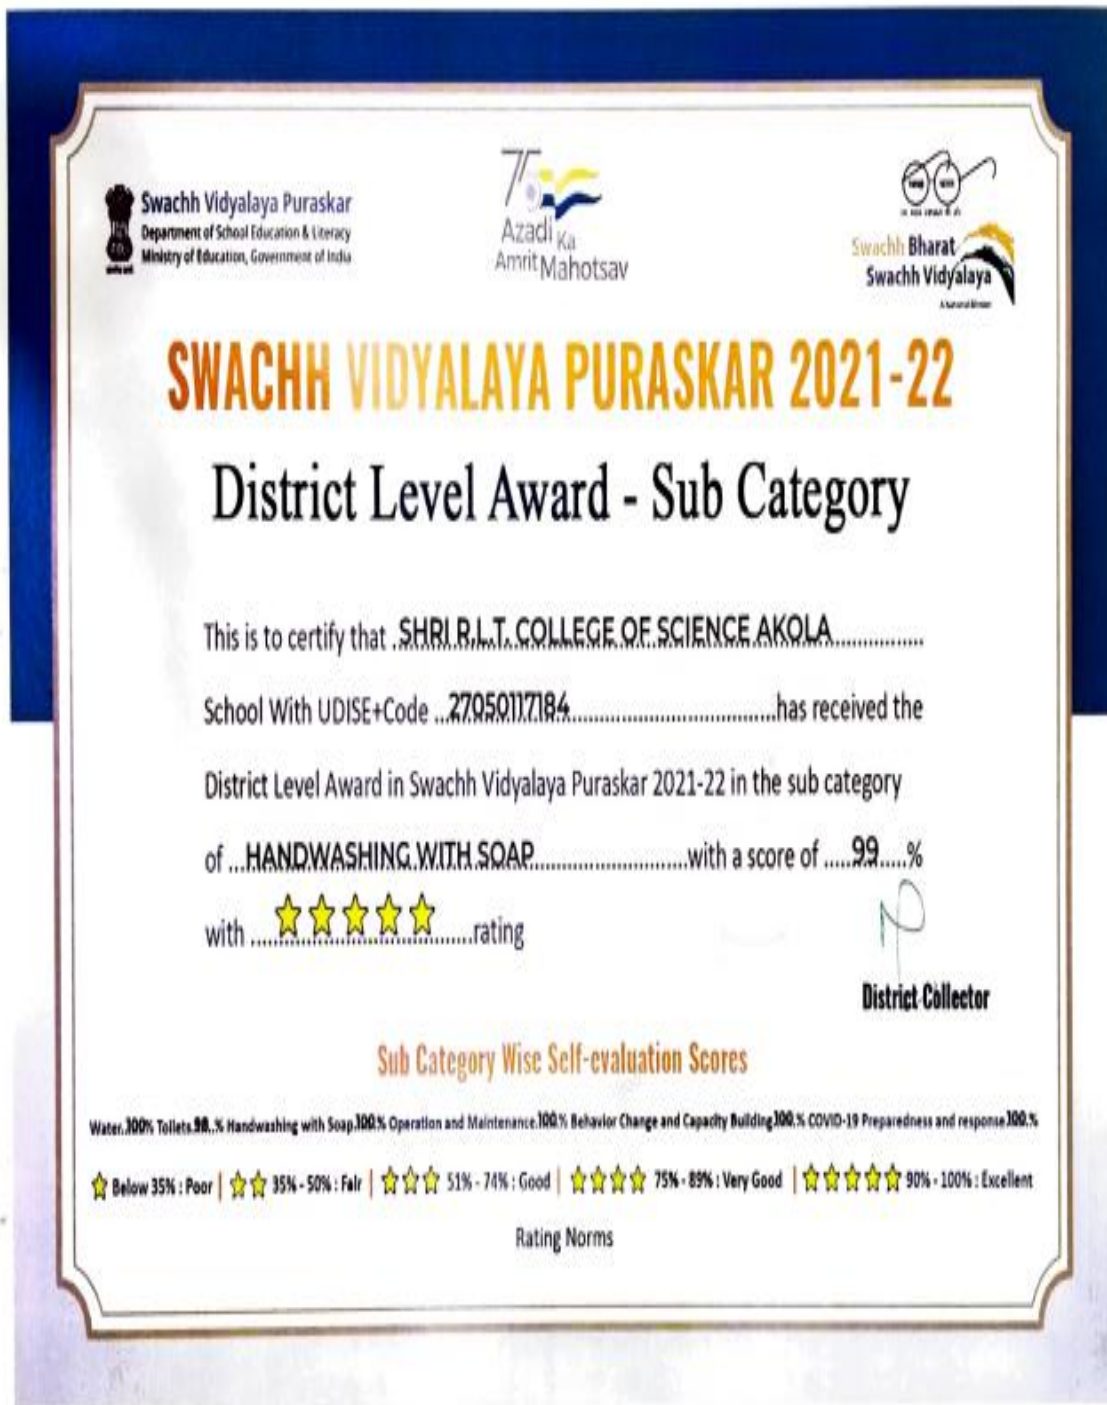 Swachh Vidyalaya Puraskar
Department of School Education & Literacy
Ministry of Education, Government of India
75
Azadi Ka
Amrit Mahotsav
Swachh Bharat
Swachh Vidyalaya
A National Mission
SWACHH VIDYALAYA PURASKAR 2021-22
District Level Award - Sub Category
This is to certify that .SHRI R.L.T. COLLEGE OF SCIENCE AKOLA................
School With UDISE+Code ...27050117184....................................has received the
District Level Award in Swachh Vidyalaya Puraskar 2021-22 in the sub category
of ...HANDWASHING WITH SOAP...........................with a score of .....99.....%
with ........................................rating
District Collector
Sub Category Wise Self-evaluation Scores
Water.100% Toilets.98..% Handwashing with Soap.100.% Operation and Maintenance.100.% Behavior Change and Capacity Building.100.% COVID-19 Preparedness and response.100.%
Below 35% : Poor | 35% - 50% : Fair | 51% - 74% : Good | 75% - 89% : Very Good | 90% - 100% : Excellent
Rating Norms